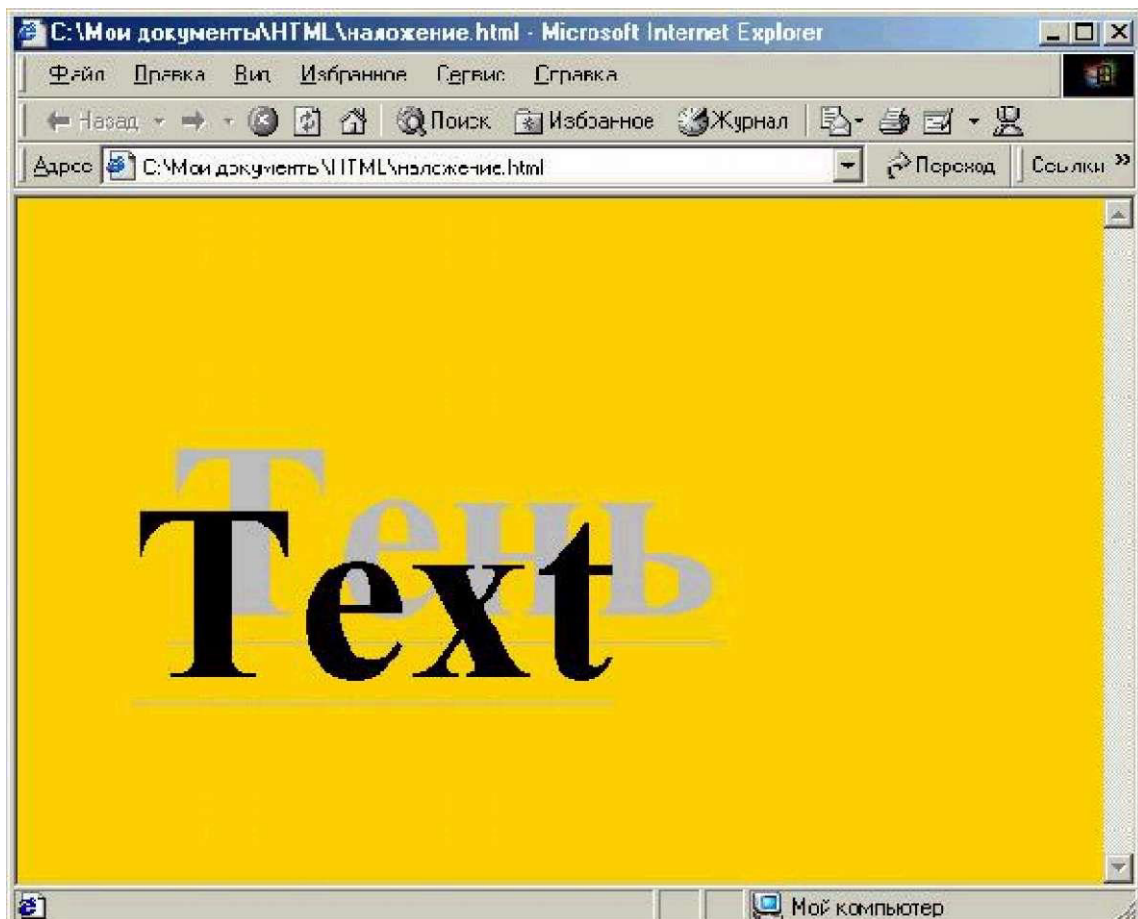 C:\Мои документы\HTML\наложение.html - Microsoft Internet Explorer
Файл Правка Вид Избранное Сервис Справка
Назад Поиск Избранное Журнал
Адрес C:\Мои документы\HTML\наложение.html Переход Ссылки »
Тень
Text
Мой компьютер